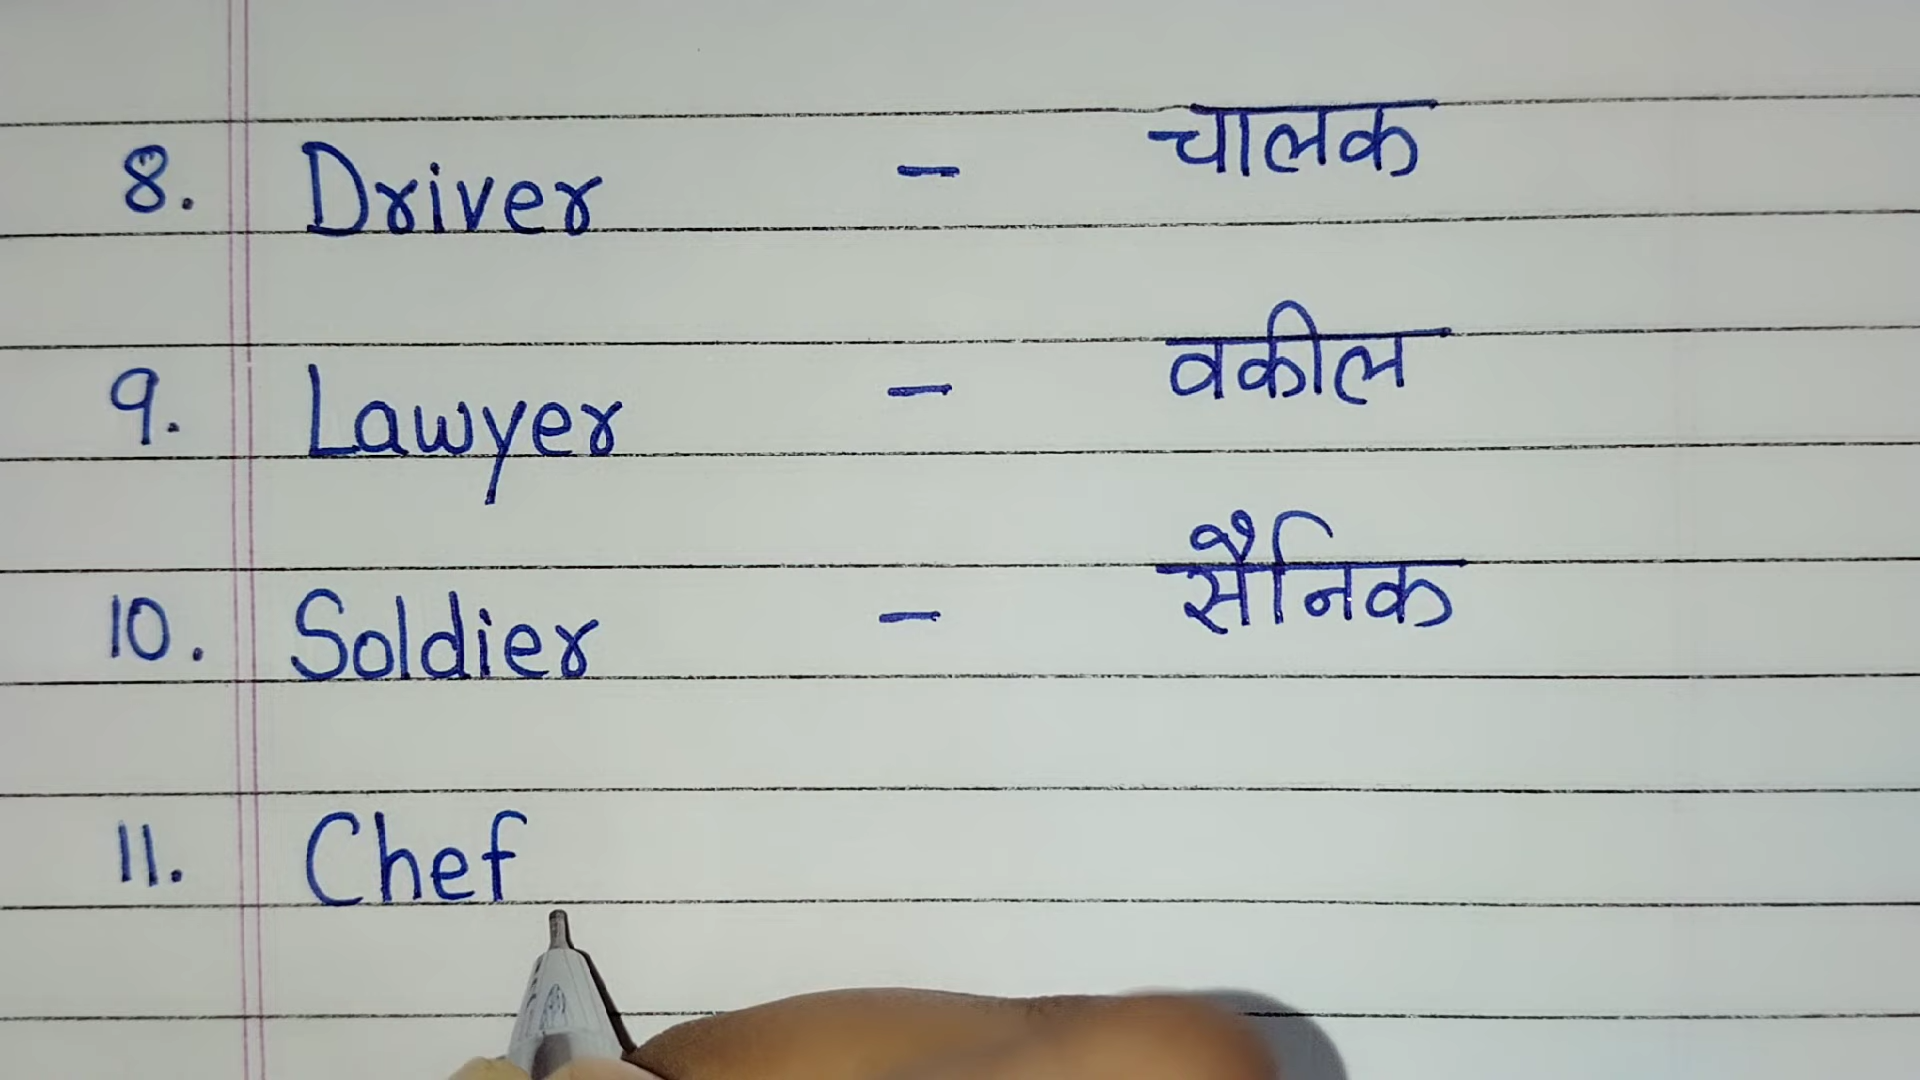 8. Driver - चालक
9. Lawyer - वकील
10. Soldier - सैनिक
11. Chef